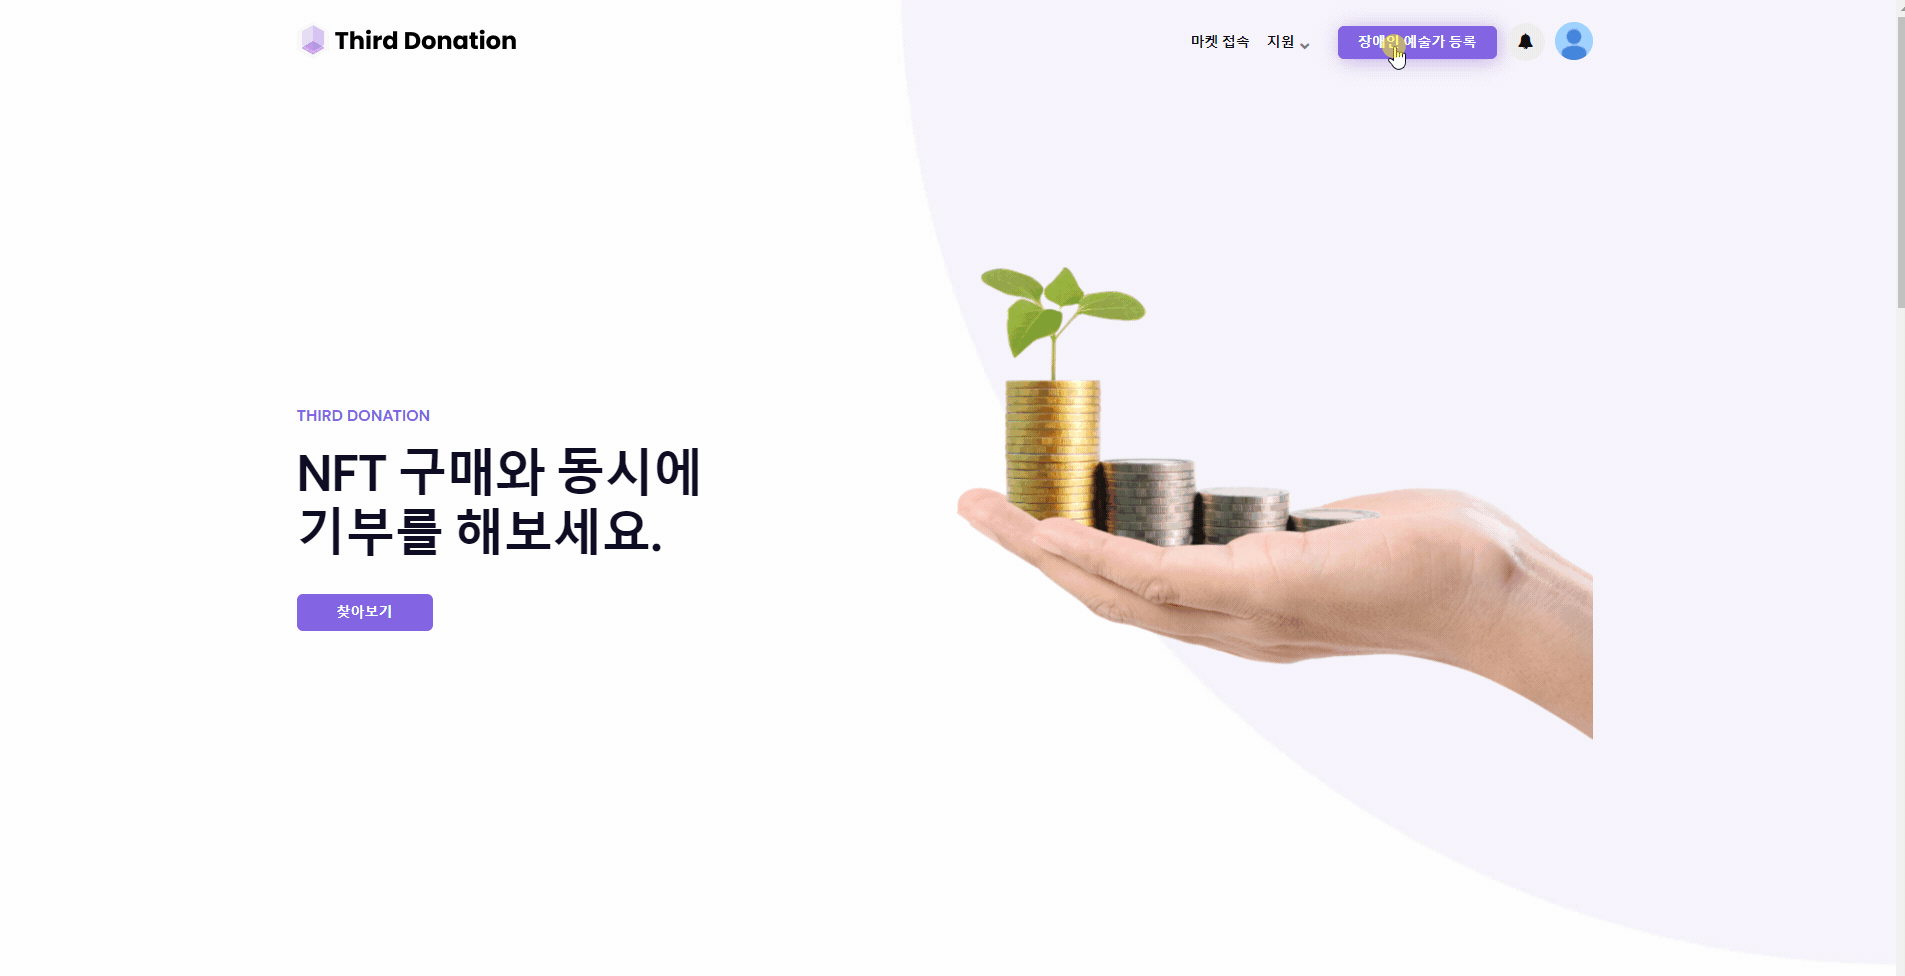 Third Donation
마켓 접속
지원
장애인 예술가 등록
THIRD DONATION
NFT 구매와 동시에
기부를 해보세요.
찾아보기